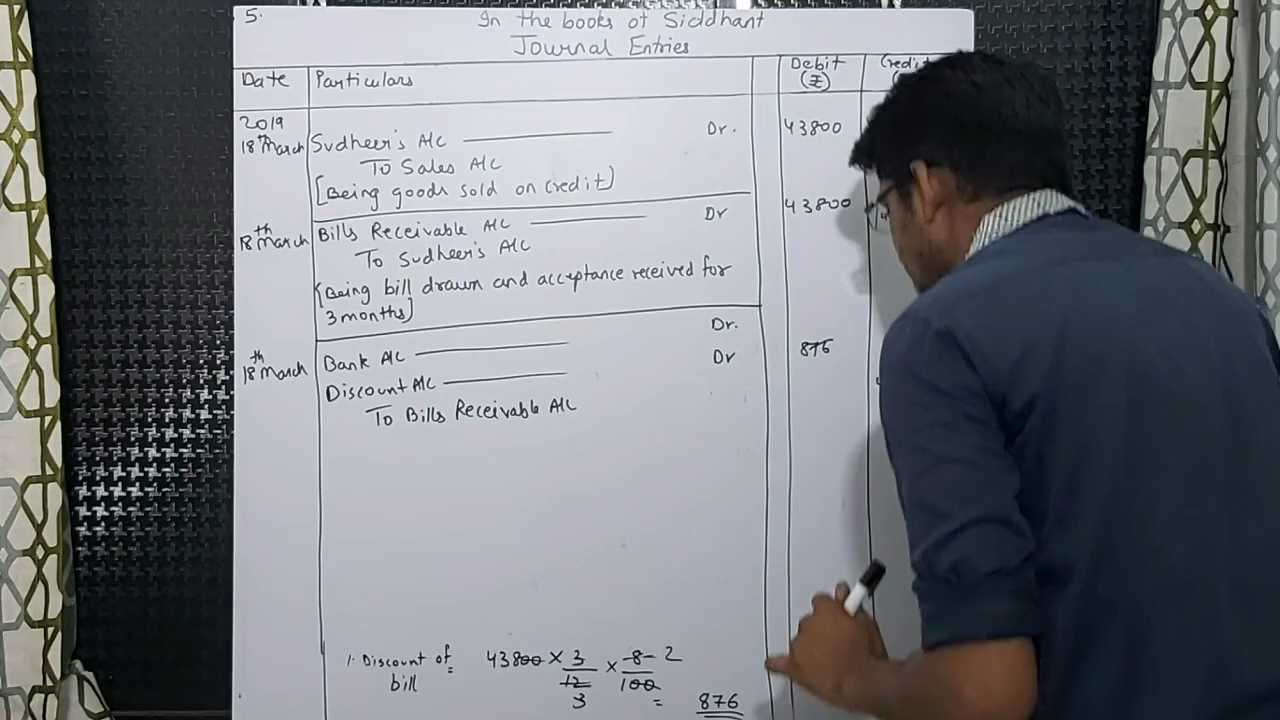 5.
In the books of Siddhant
Journal Entries
Date Particulars Debit (₹) Credit
2019
18th March Sudheer's A/C Dr. 43800
To Sales A/C
[Being goods sold on credit)
18th March Bills Receivable A/C Dr 43800
To Sudheer's A/C
{Being bill drawn and acceptance received for
3 months)
Dr.
18th March Bank A/C Dr 876
Discount A/C
To Bills Receivable A/C
1. Discount of bill = 43800 × 3/12 × 8/100 2
3
= 876